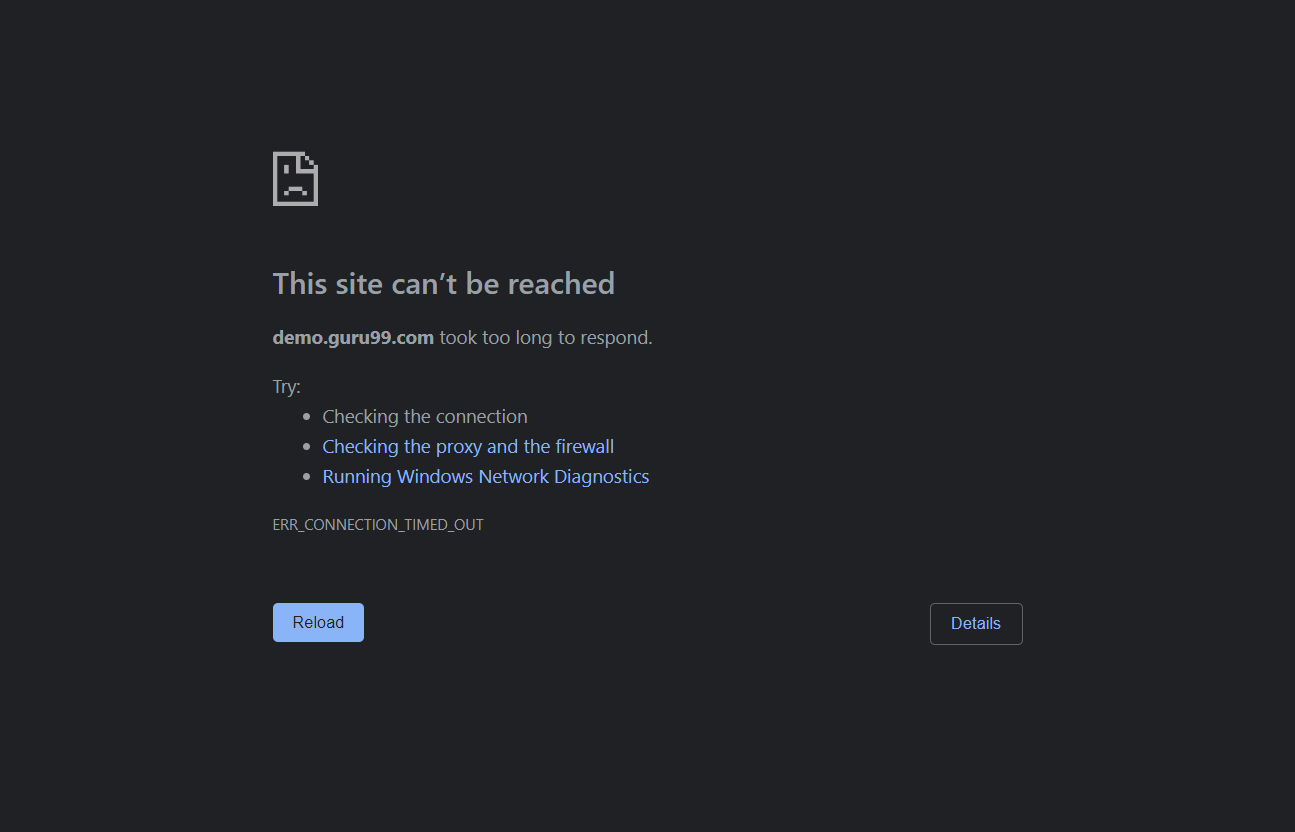 This site can’t be reached
demo.guru99.com took too long to respond.
Try:
Checking the connection
Checking the proxy and the firewall
Running Windows Network Diagnostics
ERR_CONNECTION_TIMED_OUT
Reload
Details